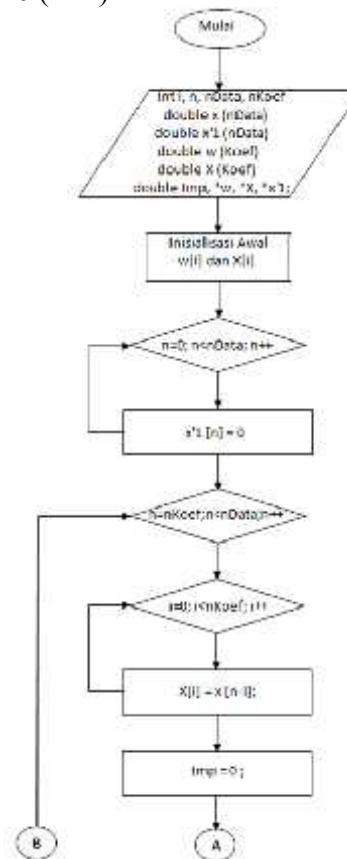 Mulai
Int i, n, nData, nKoef
double x (nData)
double x'1 (nData)
double w (Koef)
double X (Koef)
double tmp, *w, *X, *x'1;
Inisialisasi Awal
w[i] dan X[i]
n=0; n<nData; n++
x'1 [n] = 0
n=nKoef;n<nData;n++
i=0; i<nKoef; i++
X[i] = x [n-i];
tmp =0 ;
B
A